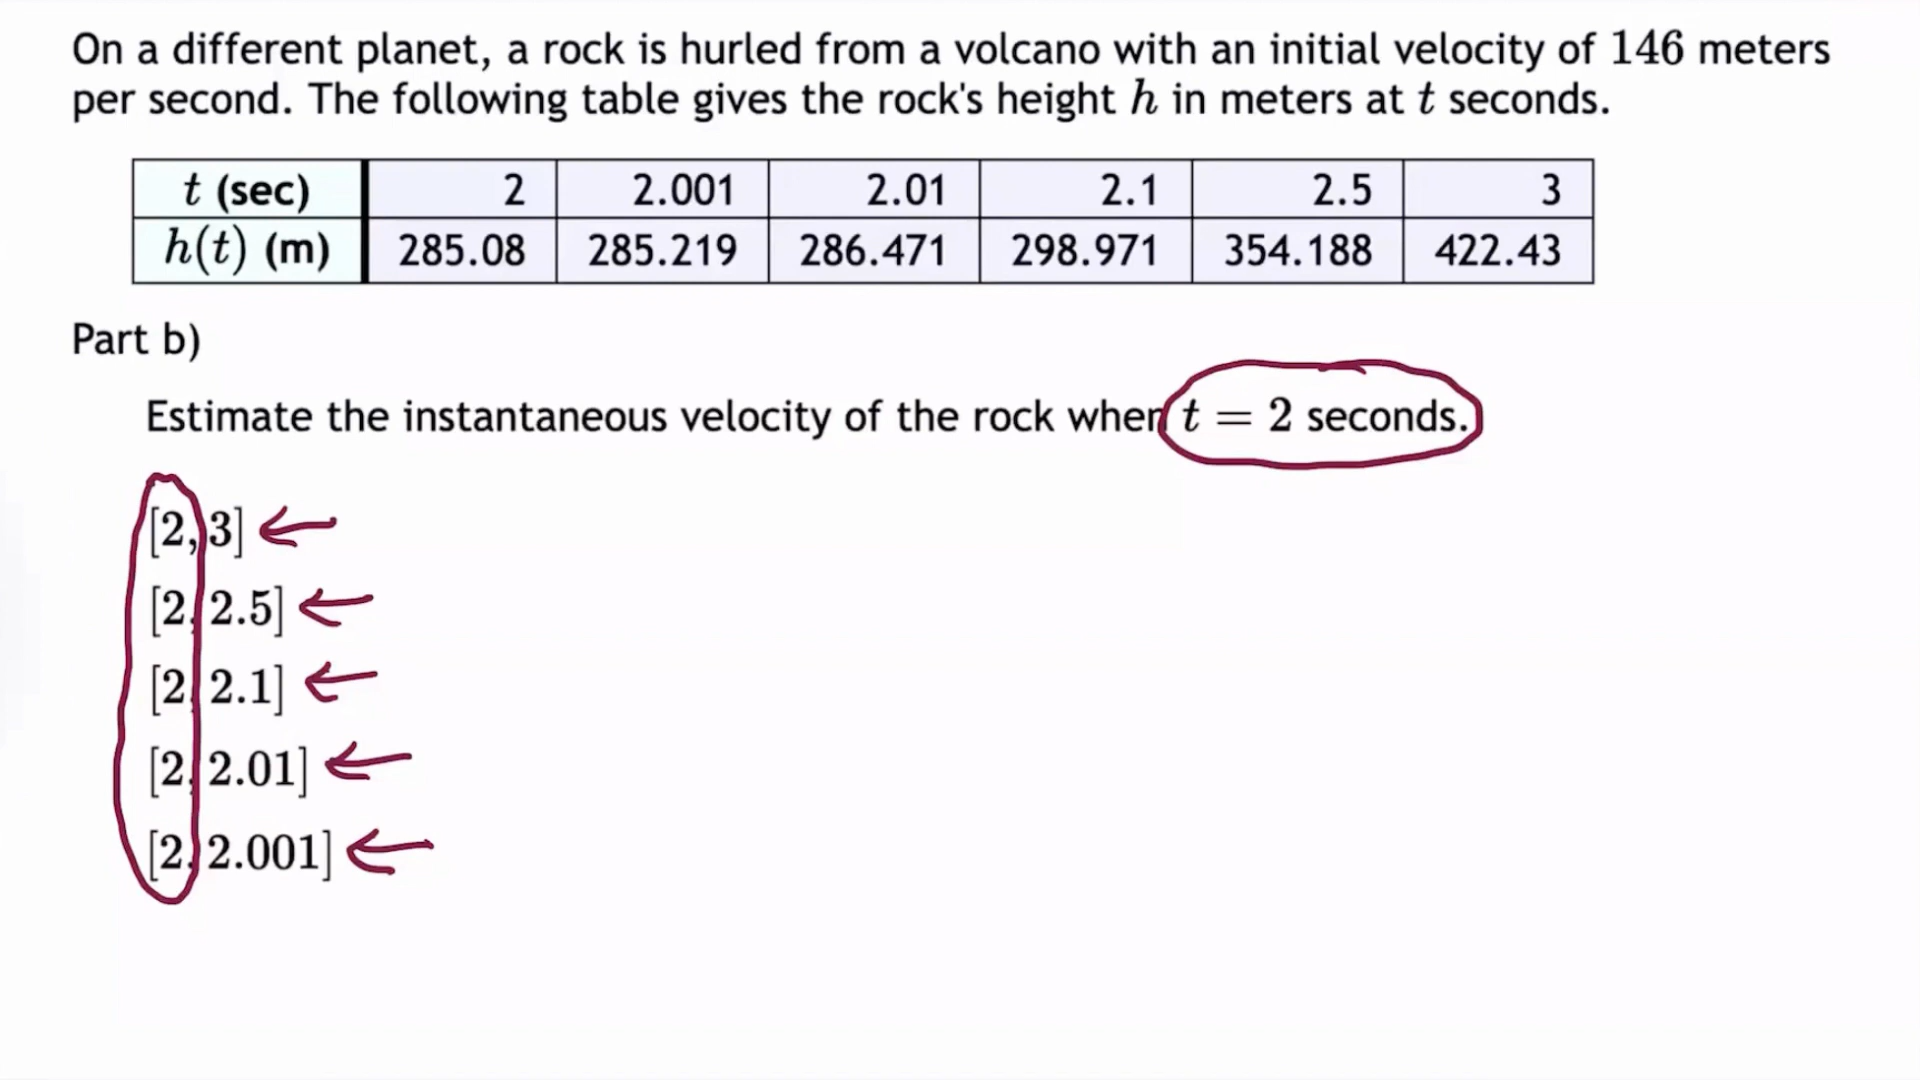 On a different planet, a rock is hurled from a volcano with an initial velocity of 146 meters
per second. The following table gives the rock's height h in meters at t seconds.
t (sec) 2 2.001 2.01 2.1 2.5 3
h(t) (m) 285.08 285.219 286.471 298.971 354.188 422.43
Part b)
Estimate the instantaneous velocity of the rock when t = 2 seconds.
[2, 3]
[2, 2.5]
[2, 2.1]
[2, 2.01]
[2, 2.001]